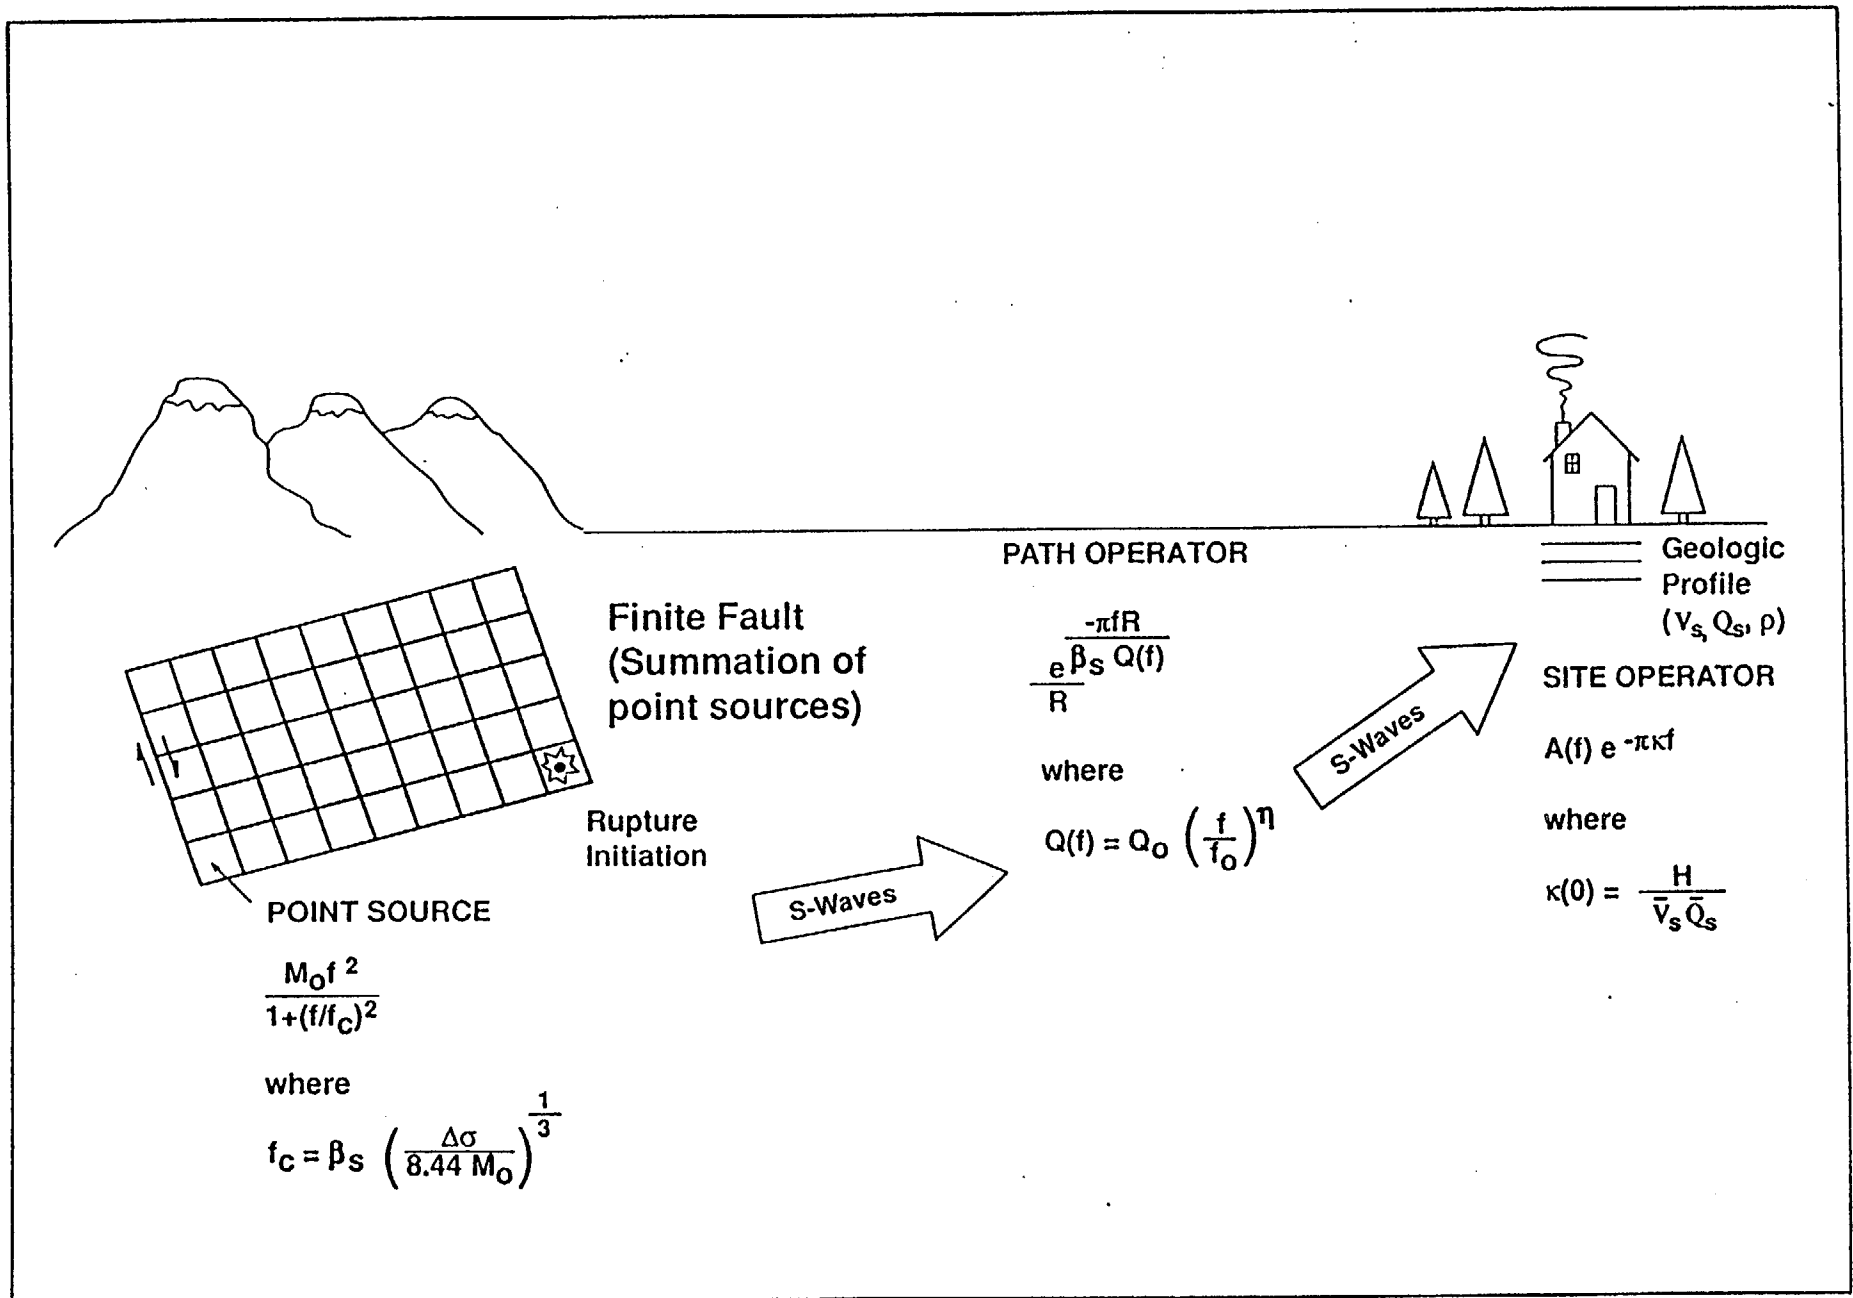 Finite Fault
(Summation of
point sources)
Rupture
Initiation
POINT SOURCE
M₀f ²
1+(f/f_C)²
where
f_C = β_S (Δσ / 8.44 M₀)^(1/3)
S-Waves
PATH OPERATOR
e^(-πfR / β_S Q(f))
R
where
Q(f) = Q₀ (f / f₀)^η
S-Waves
Geologic
Profile
(V_s, Q_s, ρ)
SITE OPERATOR
A(f) e^(-πκf)
where
κ(0) = H / V̄_s Q̄_s